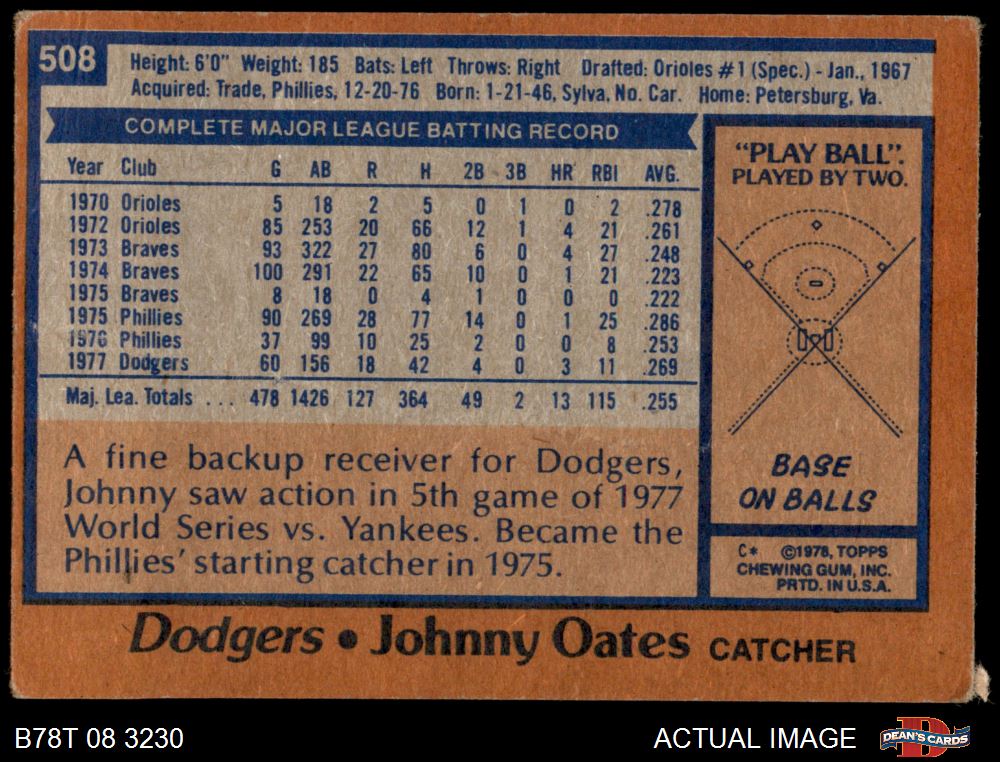 508
Height: 6'0" Weight: 185 Bats: Left Throws: Right Drafted: Orioles #1 (Spec.) - Jan., 1967
Acquired: Trade, Phillies, 12-20-76 Born: 1-21-46, Sylva, No. Car. Home: Petersburg, Va.
COMPLETE MAJOR LEAGUE BATTING RECORD
Year Club G AB R H 2B 3B HR RBI AVG.
1970 Orioles 5 18 2 5 0 1 0 2 .278
1972 Orioles 85 253 20 66 12 1 4 21 .261
1973 Braves 93 322 27 80 6 0 4 27 .248
1974 Braves 100 291 22 65 10 0 1 21 .223
1975 Braves 8 18 0 4 1 0 0 0 .222
1975 Phillies 90 269 28 77 14 0 1 25 .286
1976 Phillies 37 99 10 25 2 0 0 8 .253
1977 Dodgers 60 156 18 42 4 0 3 11 .269
Maj. Lea. Totals ... 478 1426 127 364 49 2 13 115 .255
A fine backup receiver for Dodgers,
Johnny saw action in 5th game of 1977
World Series vs. Yankees. Became the
Phillies' starting catcher in 1975.
"PLAY BALL".
PLAYED BY TWO.
BASE
ON BALLS
C* ©1978, TOPPS
CHEWING GUM, INC.
PRTD. IN U.S.A.
Dodgers • Johnny Oates CATCHER
B78T 08 3230
ACTUAL IMAGE
D
DEAN'S CARDS